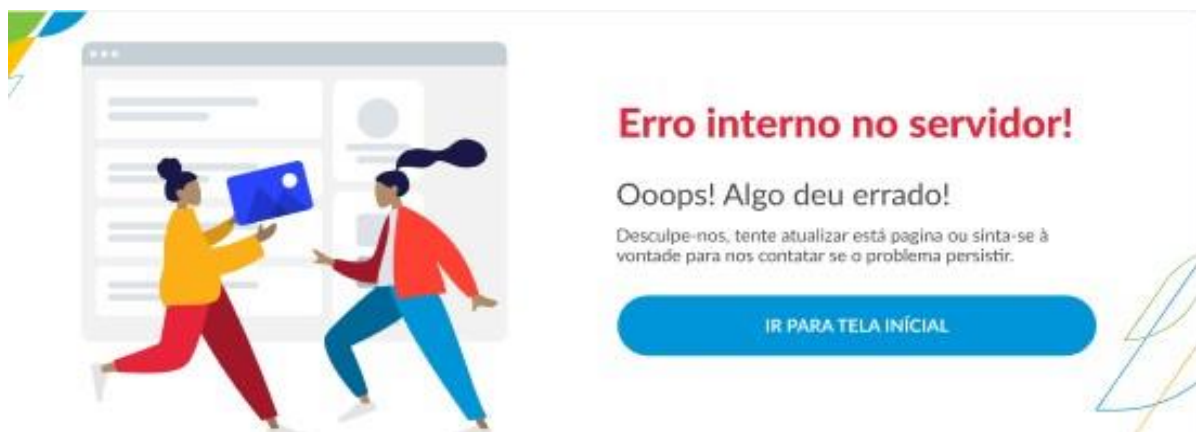 Erro interno no servidor!
Ooops! Algo deu errado!
Desculpe-nos, tente atualizar está pagina ou sinta-se à
vontade para nos contatar se o problema persistir.
IR PARA TELA INÍCIAL